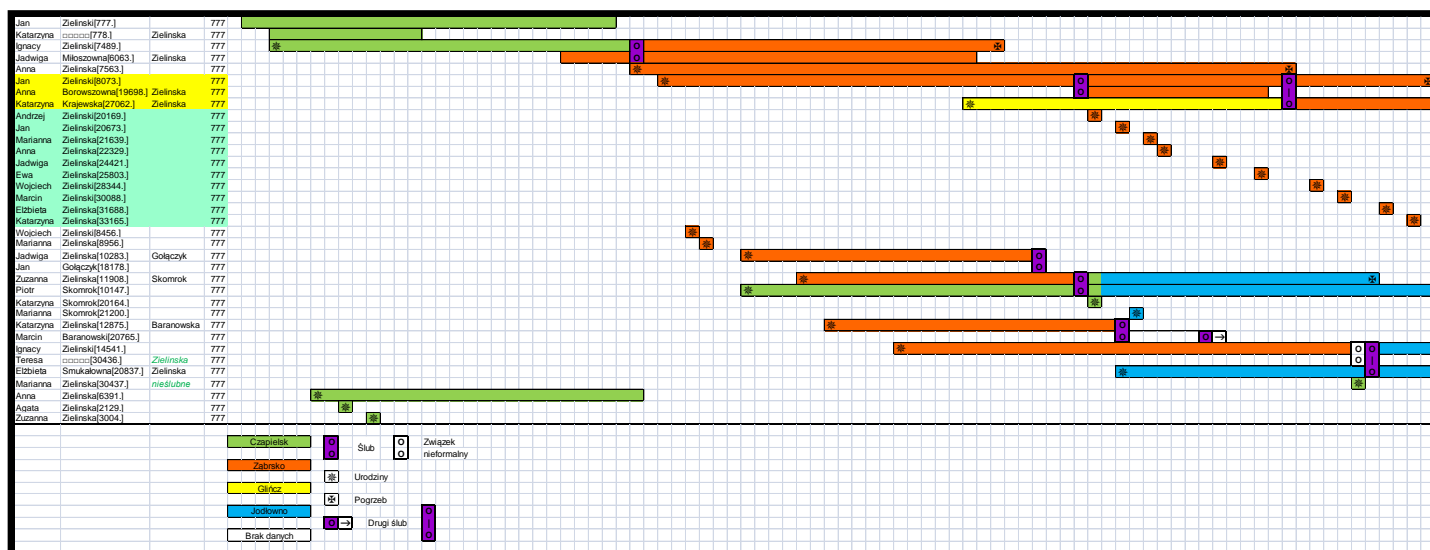 Jan Zielinski[777.] 777
Katarzyna □□□□□[778.] Zielinska 777
Ignacy Zielinski[7489.] 777
Jadwiga Miłoszowna[6063.] Zielinska 777
Anna Zielinska[7563.] 777
Jan Zielinski[8073.] 777
Anna Borowszowna[19698.] Zielinska 777
Katarzyna Krajewska[27062.] Zielinska 777
Andrzej Zielinski[20169.] 777
Jan Zielinski[20673.] 777
Marianna Zielinska[21639.] 777
Anna Zielinska[22329.] 777
Jadwiga Zielinska[24421.] 777
Ewa Zielinska[25803.] 777
Wojciech Zielinski[28344.] 777
Marcin Zielinski[30088.] 777
Elżbieta Zielinska[31688.] 777
Katarzyna Zielinska[33165.] 777
Wojciech Zielinski[8456.] 777
Marianna Zielinska[8956.] 777
Jadwiga Zielinska[10283.] Gołączyk 777
Jan Gołączyk[18178.] 777
Zuzanna Zielinska[11908.] Skomrok 777
Piotr Skomrok[10147.] 777
Katarzyna Skomrok[20164.] 777
Marianna Skomrok[21200.] 777
Katarzyna Zielinska[12875.] Baranowska 777
Marcin Baranowski[20765.] 777
Ignacy Zielinski[14541.] 777
Teresa □□□□□[30436.] Zielinska 777
Elżbieta Smukałowna[20837.] Zielinska 777
Marianna Zielinska[30437.] nieślubne 777
Anna Zielinska[6391.] 777
Agata Zielinska[2129.] 777
Zuzanna Zielinska[3004.] 777
Czapielsk
Ślub
Związek
nieformalny
Ząbrsko
Urodziny
Glińcz
Pogrzeb
Jodłowno
Drugi ślub
Brak danych